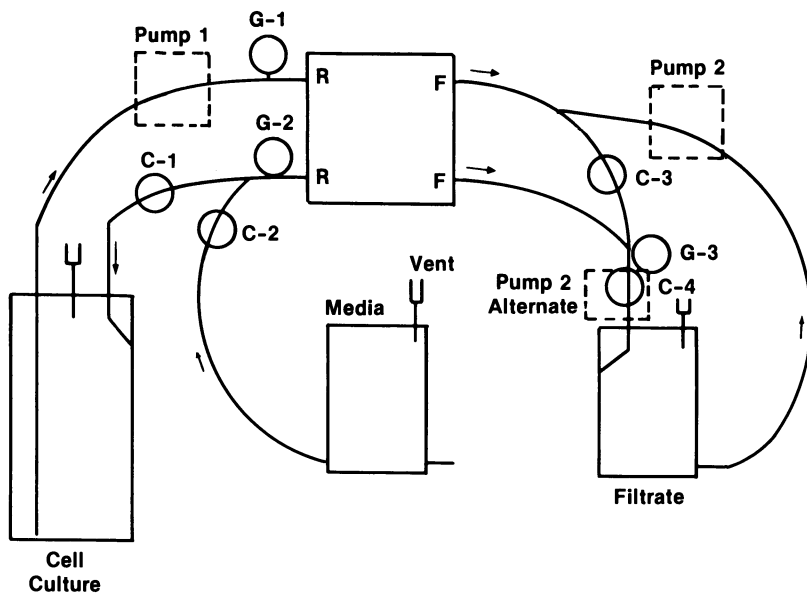 G-1
Pump 1
R
F
Pump 2
G-2
C-1
R
F
C-3
C-2
Vent
G-3
Media
Pump 2
Alternate
C-4
Filtrate
Cell
Culture